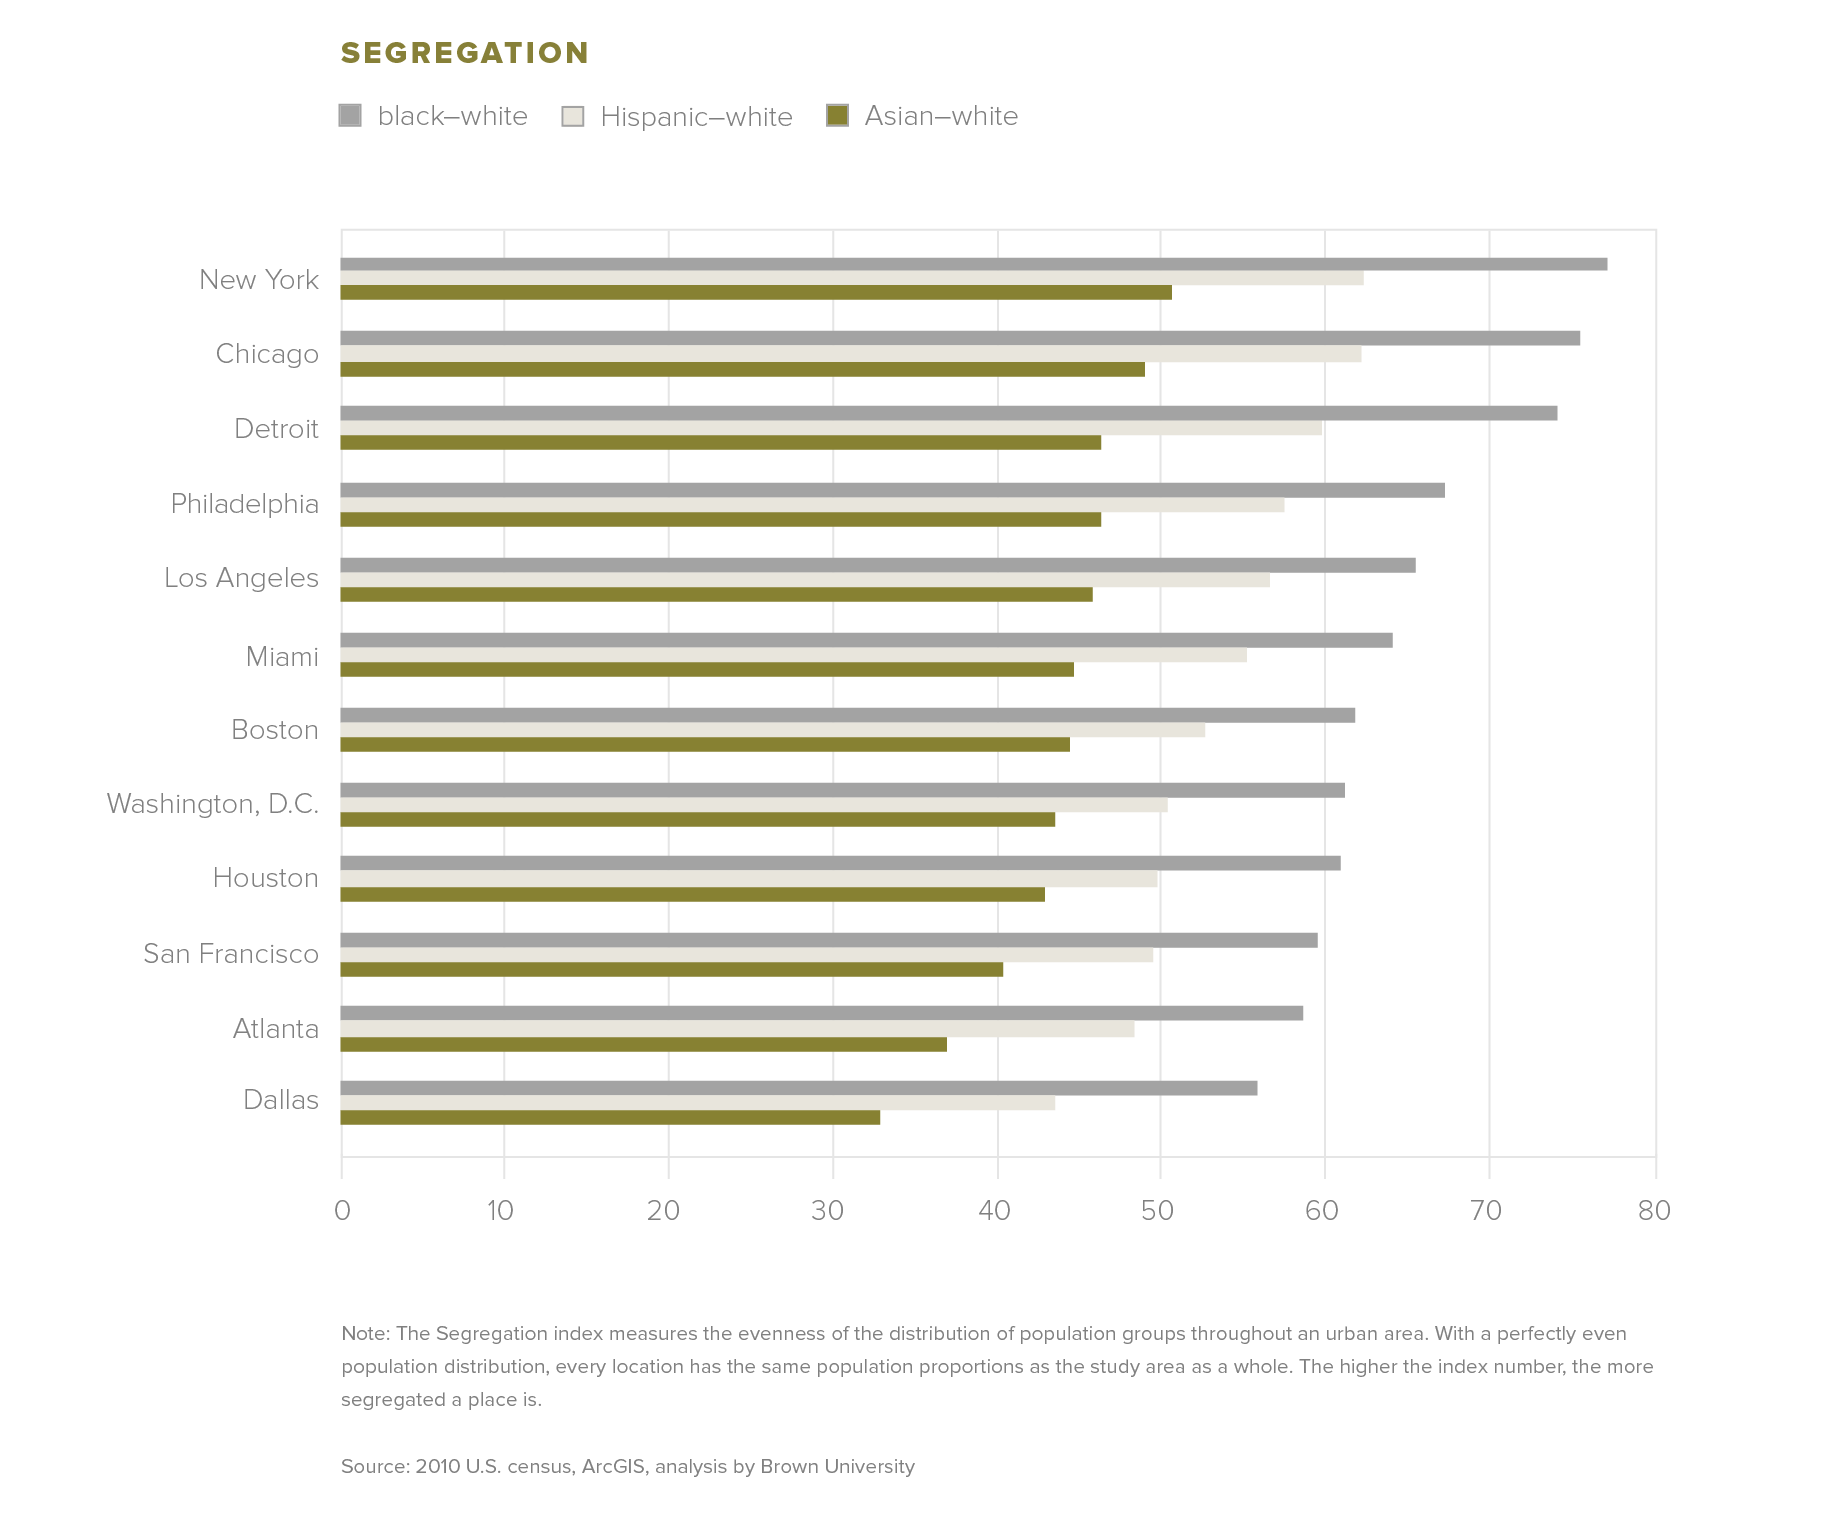 SEGREGATION
black–white Hispanic–white Asian–white
New York
Chicago
Detroit
Philadelphia
Los Angeles
Miami
Boston
Washington, D.C.
Houston
San Francisco
Atlanta
Dallas
0 10 20 30 40 50 60 70 80
Note: The Segregation index measures the evenness of the distribution of population groups throughout an urban area. With a perfectly even
population distribution, every location has the same population proportions as the study area as a whole. The higher the index number, the more
segregated a place is.
Source: 2010 U.S. census, ArcGIS, analysis by Brown University